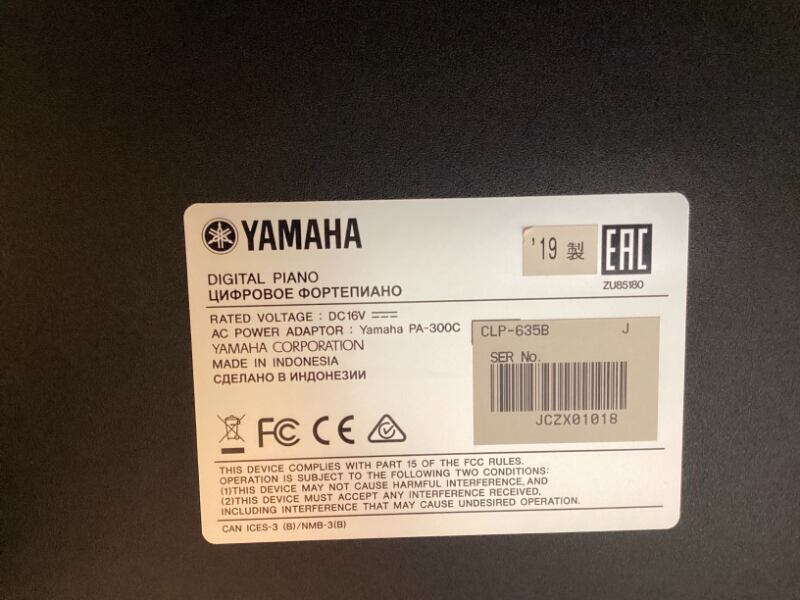 YAMAHA
'19 製
EAC
ZU85180
DIGITAL PIANO
ЦИФРОВОЕ ФОРТЕПИАНО
RATED VOLTAGE : DC16V
AC POWER ADAPTOR : Yamaha PA-300C
YAMAHA CORPORATION
MADE IN INDONESIA
СДЕЛАНО В ИНДОНЕЗИИ
CLP-635B J
SER No.
JCZX01018
FC CE
THIS DEVICE COMPLIES WITH PART 15 OF THE FCC RULES.
OPERATION IS SUBJECT TO THE FOLLOWING TWO CONDITIONS:
(1)THIS DEVICE MAY NOT CAUSE HARMFUL INTERFERENCE, AND
(2)THIS DEVICE MUST ACCEPT ANY INTERFERENCE RECEIVED,
INCLUDING INTERFERENCE THAT MAY CAUSE UNDESIRED OPERATION.
CAN ICES-3 (B)/NMB-3(B)